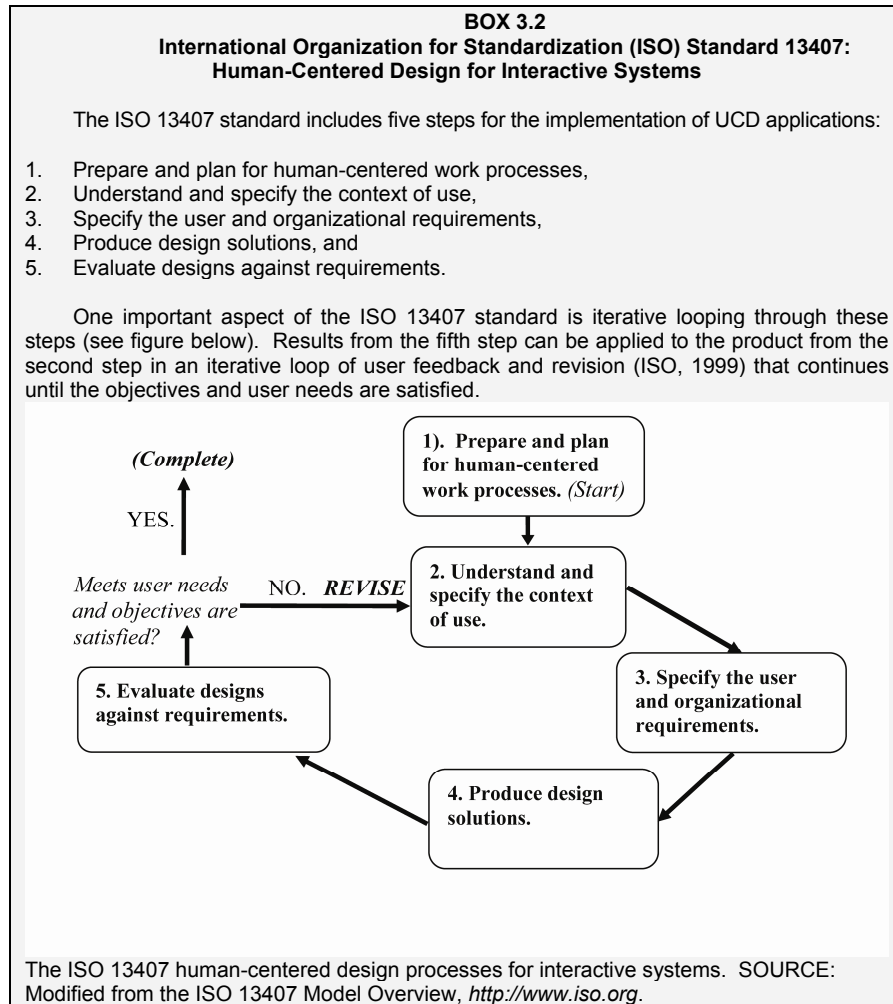 BOX 3.2
International Organization for Standardization (ISO) Standard 13407:
Human-Centered Design for Interactive Systems
The ISO 13407 standard includes five steps for the implementation of UCD applications:
1. Prepare and plan for human-centered work processes,
2. Understand and specify the context of use,
3. Specify the user and organizational requirements,
4. Produce design solutions, and
5. Evaluate designs against requirements.
One important aspect of the ISO 13407 standard is iterative looping through these
steps (see figure below). Results from the fifth step can be applied to the product from the
second step in an iterative loop of user feedback and revision (ISO, 1999) that continues
until the objectives and user needs are satisfied.
1). Prepare and plan
for human-centered
work processes. (Start)
(Complete)
YES.
Meets user needs
and objectives are
satisfied?
NO. REVISE
2. Understand and
specify the context
of use.
3. Specify the user
and organizational
requirements.
5. Evaluate designs
against requirements.
4. Produce design
solutions.
The ISO 13407 human-centered design processes for interactive systems. SOURCE:
Modified from the ISO 13407 Model Overview, http://www.iso.org.